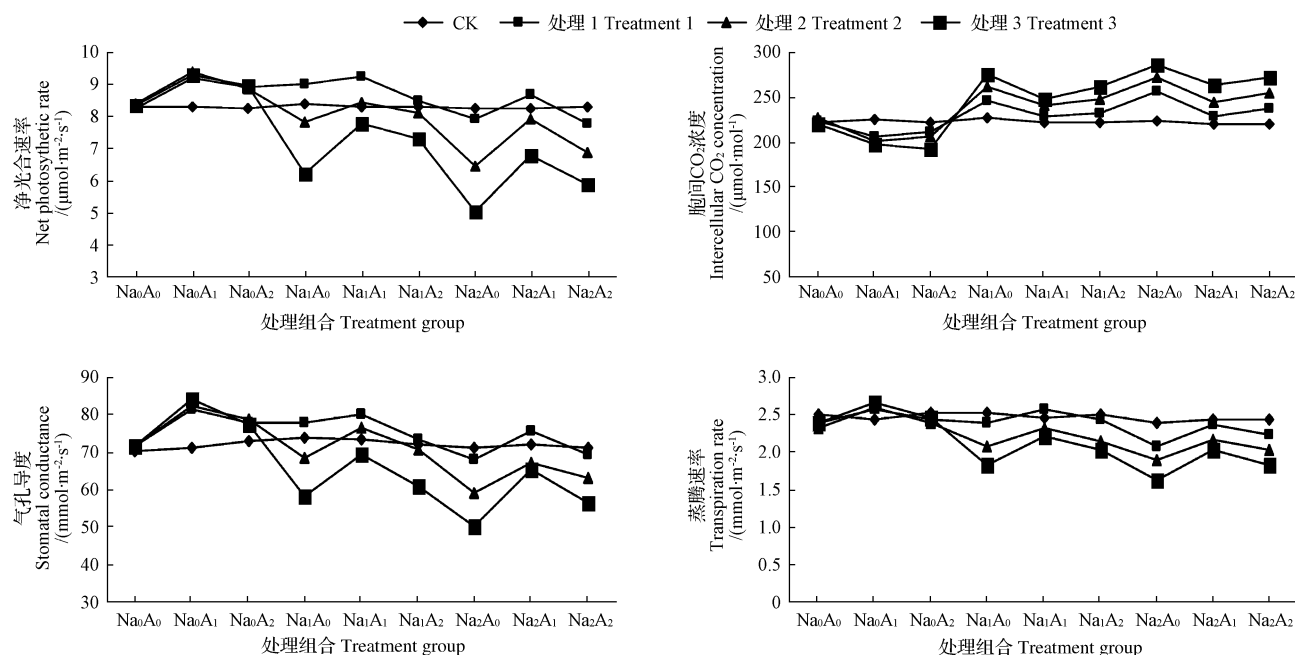 CK 处理 1 Treatment 1 处理 2 Treatment 2 处理 3 Treatment 3
净光合速率
Net photosythetic rate
/(μmol·m⁻²·s⁻¹)
10
9
8
7
6
5
4
3
Na₀A₀ Na₀A₁ Na₀A₂ Na₁A₀ Na₁A₁ Na₁A₂ Na₂A₀ Na₂A₁ Na₂A₂
处理组合 Treatment group
胞间CO₂浓度
Intercellular CO₂ concentration
/(μmol·mol⁻¹)
300
250
200
150
100
50
Na₀A₀ Na₀A₁ Na₀A₂ Na₁A₀ Na₁A₁ Na₁A₂ Na₂A₀ Na₂A₁ Na₂A₂
处理组合 Treatment group
气孔导度
Stomatal conductance
/(mmol·m⁻²·s⁻¹)
90
80
70
60
50
40
30
Na₀A₀ Na₀A₁ Na₀A₂ Na₁A₀ Na₁A₁ Na₁A₂ Na₂A₀ Na₂A₁ Na₂A₂
处理组合 Treatment group
蒸腾速率
Transpiration rate
/(mmol·m⁻²·s⁻¹)
3.0
2.5
2.0
1.5
1.0
0.5
0
Na₀A₀ Na₀A₁ Na₀A₂ Na₁A₀ Na₁A₁ Na₁A₂ Na₂A₀ Na₂A₁ Na₂A₂
处理组合 Treatment group